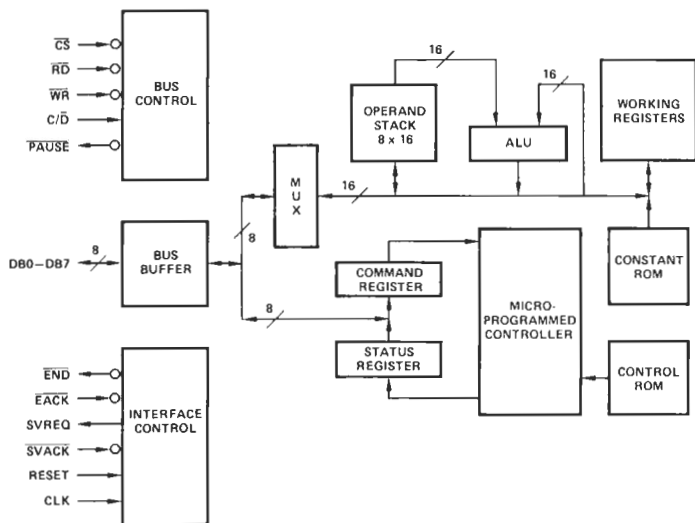 CS
RD
WR
C/D
PAUSE
BUS
CONTROL
16
16
OPERAND
STACK
8 x 16
ALU
WORKING
REGISTERS
MUX
16
8
DB0–DB7
8
BUS
BUFFER
8
COMMAND
REGISTER
STATUS
REGISTER
MICRO-
PROGRAMMED
CONTROLLER
CONSTANT
ROM
CONTROL
ROM
END
EACK
SVREQ
SVACK
RESET
CLK
INTERFACE
CONTROL